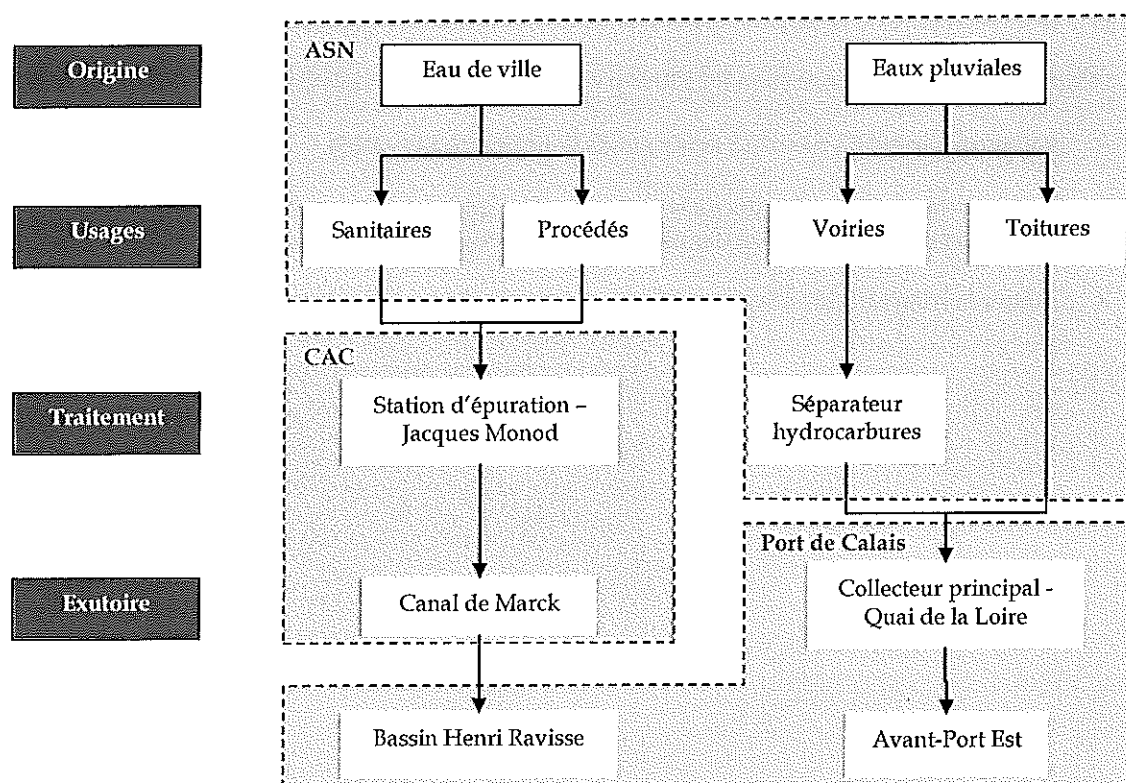 ASN
Origine
Eau de ville
Eaux pluviales
Usages
Sanitaires
Procédés
Voiries
Toitures
CAC
Traitement
Station d'épuration –
Jacques Monod
Séparateur
hydrocarbures
Port de Calais
Exutoire
Canal de Marck
Collecteur principal -
Quai de la Loire
Bassin Henri Ravisse
Avant-Port Est